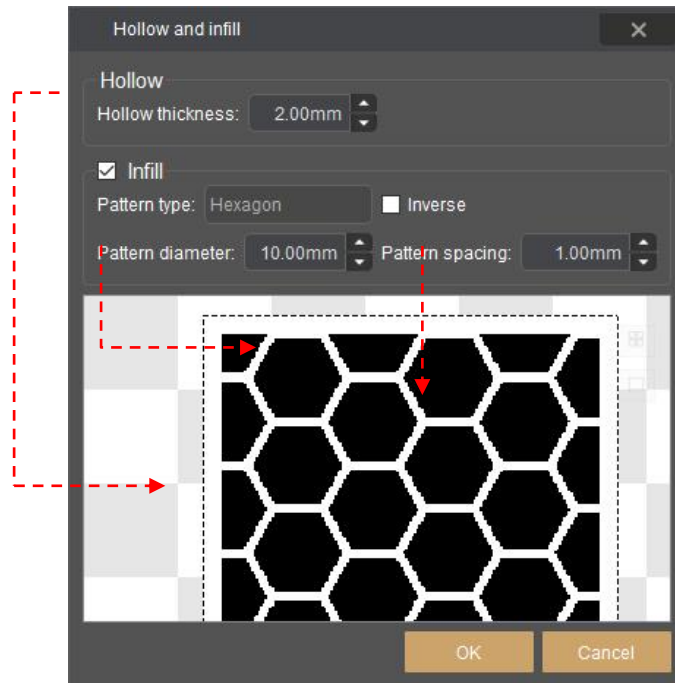 Hollow and infill
Hollow
Hollow thickness: 2.00mm
Infill
Pattern type: Hexagon Inverse
Pattern diameter: 10.00mm Pattern spacing: 1.00mm
OK Cancel